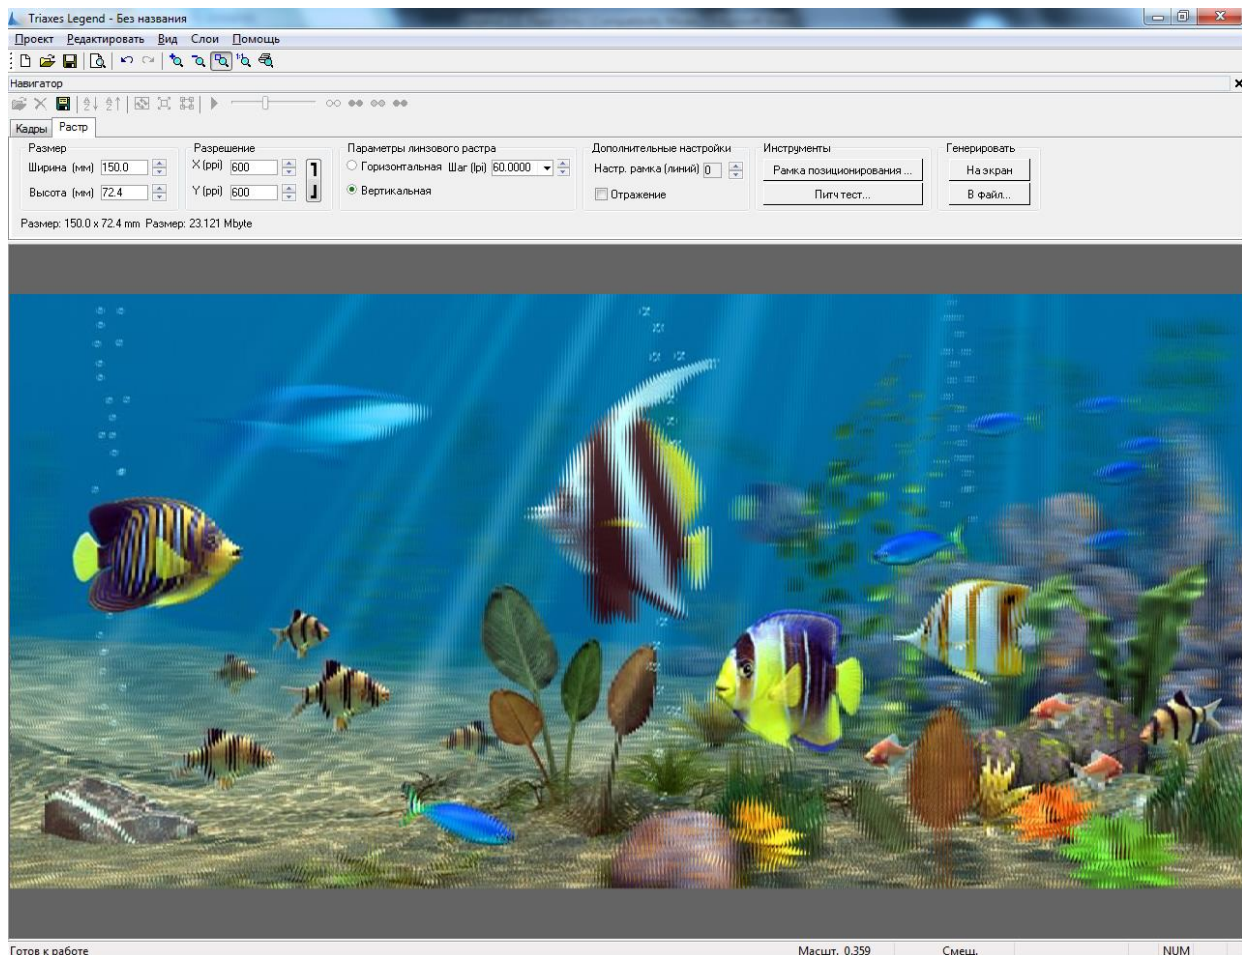 Triaxes Legend - Без названия
Проект Редактировать Вид Слои Помощь
Навигатор
Кадры Растр
Размер Разрешение Параметры линзового растра Дополнительные настройки Инструменты Генерировать
Ширина (мм) 150.0 X (ppi) 600 Горизонтальная Шаг (lpi) 60.0000 Настр. рамка (линий) 0 Рамка позиционирования ... На экран
Высота (мм) 72.4 Y (ppi) 600 Вертикальная Отражение Питч тест... В файл...
Размер: 150.0 x 72.4 mm Размер: 23.121 Mbyte
Готов к работе Масшт. 0.359 Смещ. NUM